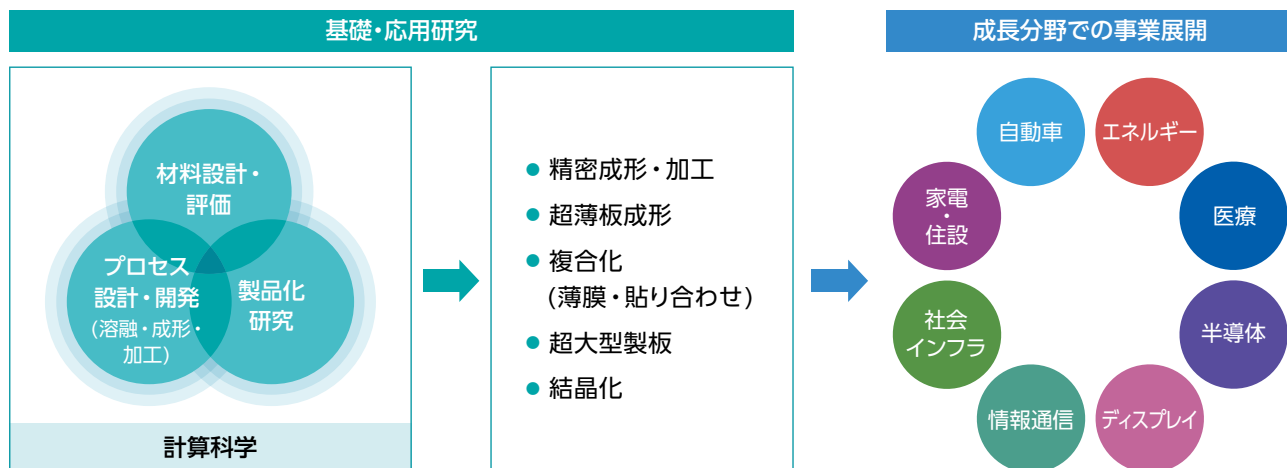 基礎・応用研究
材料設計・
評価
プロセス
設計・開発
(溶融・成形・
加工)
製品化
研究
計算科学
精密成形・加工
超薄板成形
複合化
(薄膜・貼り合わせ)
超大型製板
結晶化
成長分野での事業展開
自動車
エネルギー
医療
半導体
ディスプレイ
情報通信
社会
インフラ
家電
・
住設